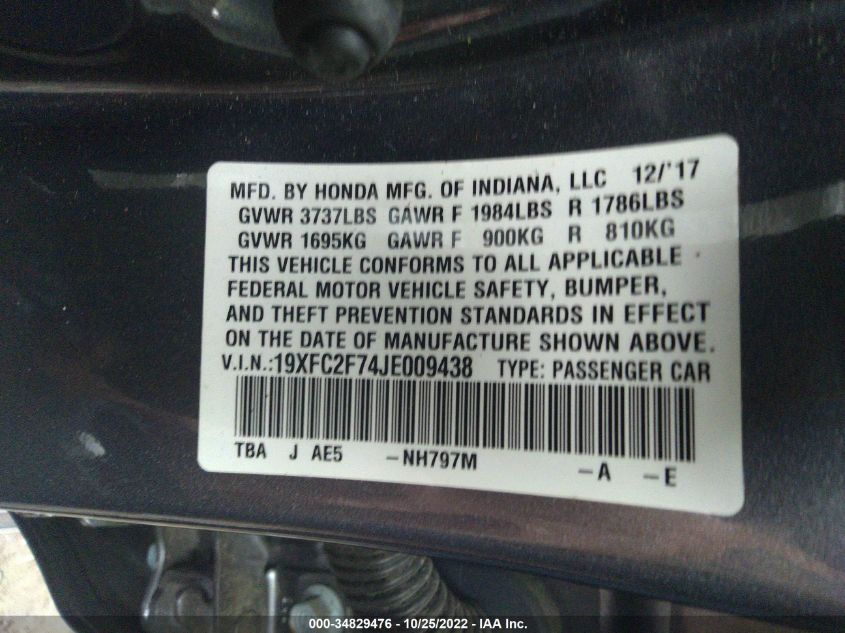 MFD. BY HONDA MFG. OF INDIANA, LLC 12/'17
GVWR 3737LBS GAWR F 1984LBS R 1786LBS
GVWR 1695KG GAWR F 900KG R 810KG
THIS VEHICLE CONFORMS TO ALL APPLICABLE
FEDERAL MOTOR VEHICLE SAFETY, BUMPER,
AND THEFT PREVENTION STANDARDS IN EFFECT
ON THE DATE OF MANUFACTURE SHOWN ABOVE.
V.I.N.:19XFC2F74JE009438 TYPE: PASSENGER CAR
TBA J AE5 -NH797M -A -E
000-34829476 - 10/25/2022 - IAA Inc.